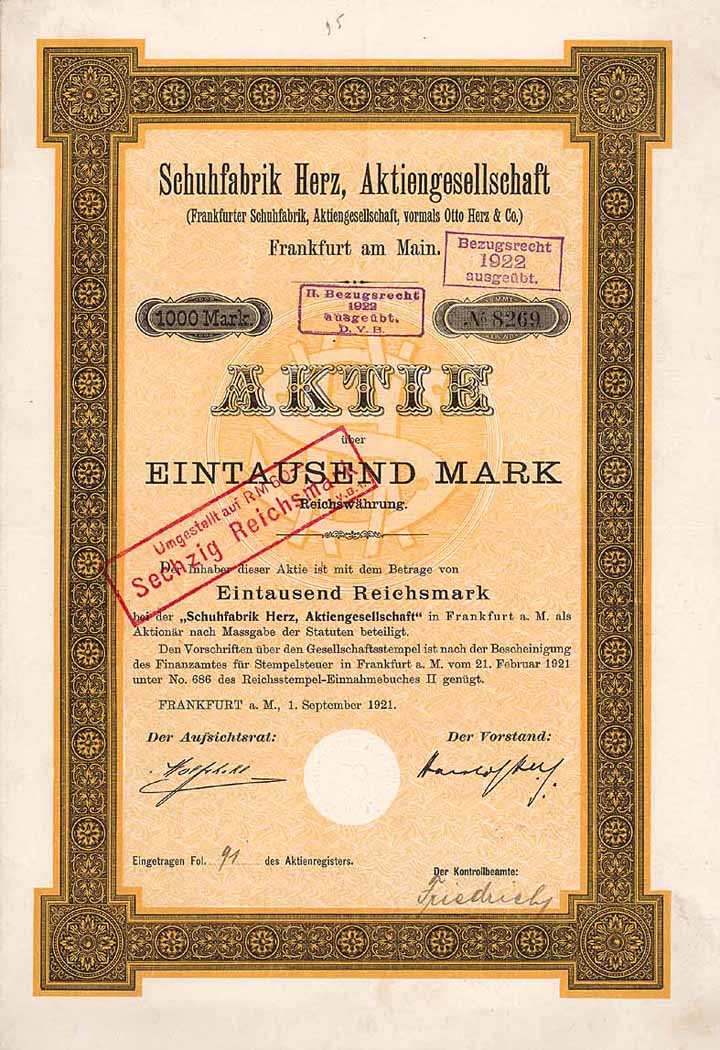 95
Schuhfabrik Herz, Aktiengesellschaft
(Frankfurter Schuhfabrik, Aktiengesellschaft, vormals Otto Herz & Co.)
Frankfurt am Main.
Bezugsrecht
1922
ausgeübt.
II. Bezugsrecht
1922
ausgeübt.
D. V. B.
1000 Mark.
№ 8269
AKTIE
über
EINTAUSEND MARK
Reichswährung.
Umgestellt auf RM 60
Sechzig Reichsmark
Der Inhaber dieser Aktie ist mit dem Betrage von
Eintausend Reichsmark
bei der „Schuhfabrik Herz, Aktiengesellschaft“ in Frankfurt a. M. als
Aktionär nach Massgabe der Statuten beteiligt.
Den Vorschriften über den Gesellschaftsstempel ist nach der Bescheinigung
des Finanzamtes für Stempelsteuer in Frankfurt a. M. vom 21. Februar 1921
unter No. 686 des Reichsstempel-Einnahmebuches II genügt.
FRANKFURT a. M., 1. September 1921.
Der Aufsichtsrat:
Der Vorstand:
Eingetragen Fol. 91 des Aktienregisters.
Der Kontrollbeamte:
Friedrichs